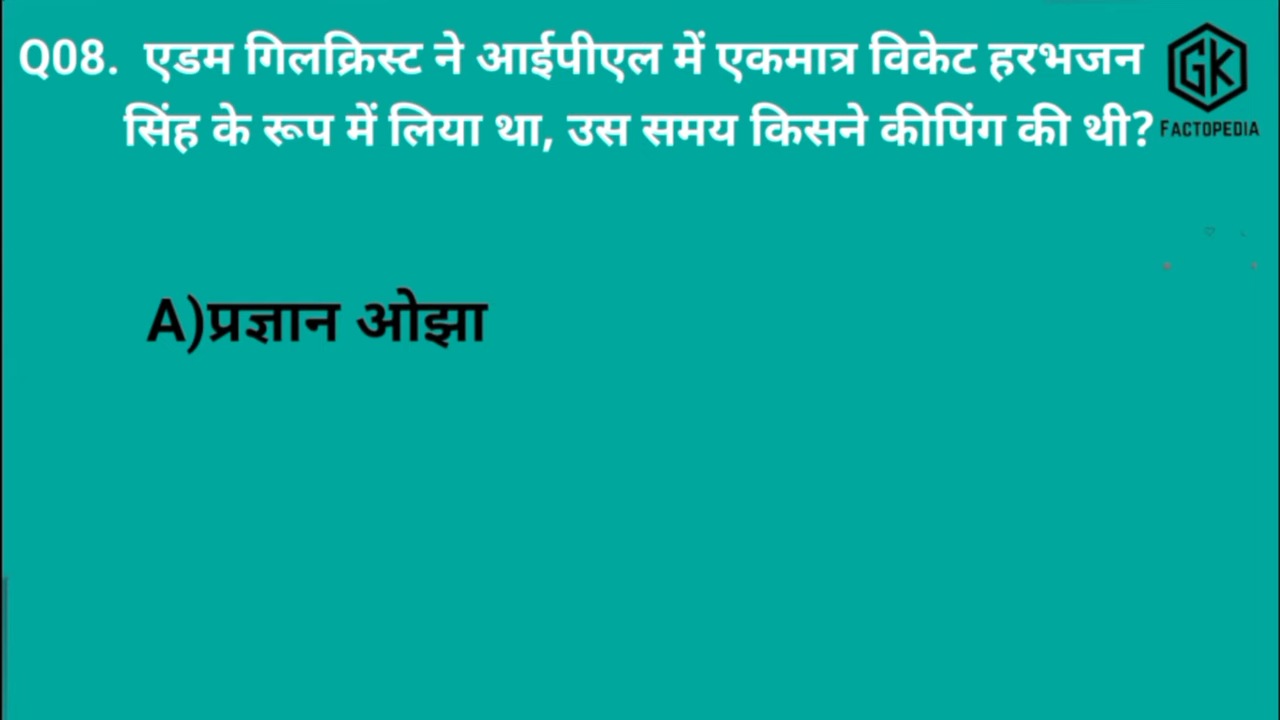 Q08. एडम गिलक्रिस्ट ने आईपीएल में एकमात्र विकेट हरभजन
सिंह के रूप में लिया था, उस समय किसने कीपिंग की थी?
GK
FACTOPEDIA
A)प्रज्ञान ओझा